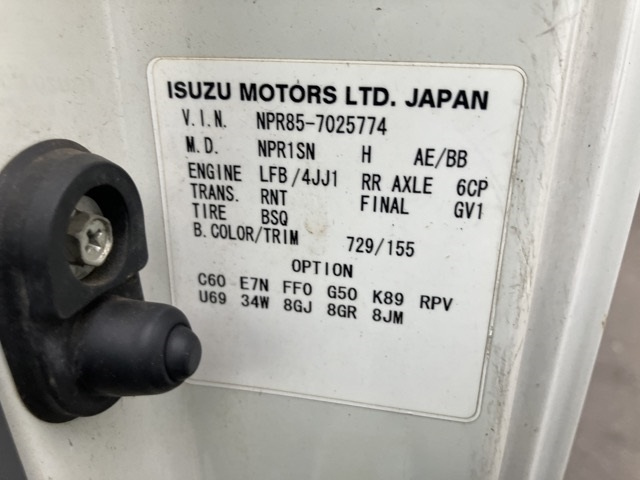 ISUZU MOTORS LTD. JAPAN
V.I.N. NPR85-7025774
M.D. NPR1SN H AE/BB
ENGINE LFB/4JJ1 RR AXLE 6CP
TRANS. RNT FINAL GV1
TIRE BSQ
B.COLOR/TRIM 729/155
OPTION
C60 E7N FF0 G50 K89 RPV
U69 34W 8GJ 8GR 8JM